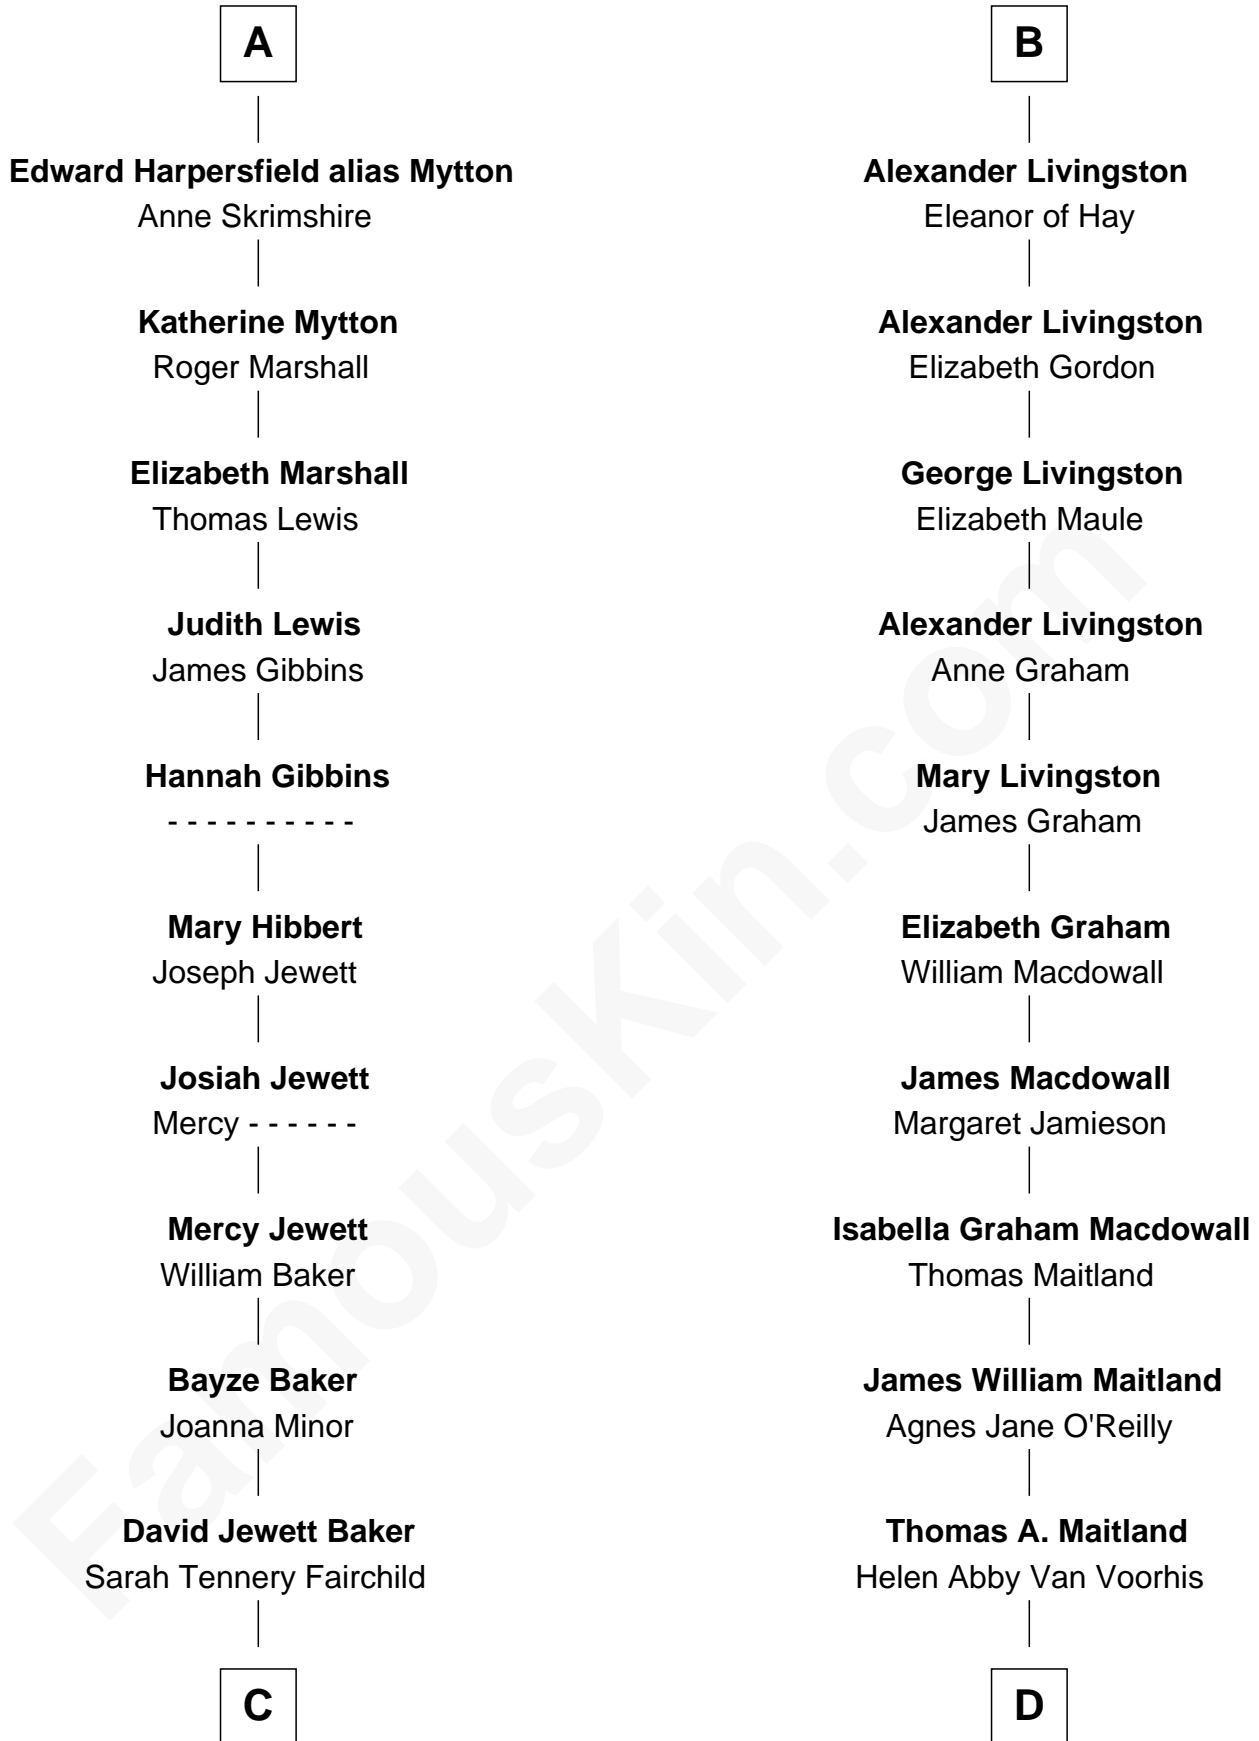 A
Edward Harpersfield alias Mytton
Anne Skrimshire
Katherine Mytton
Roger Marshall
Elizabeth Marshall
Thomas Lewis
Judith Lewis
James Gibbins
Hannah Gibbins
- - - - - - - - - -
Mary Hibbert
Joseph Jewett
Josiah Jewett
Mercy - - - - - -
Mercy Jewett
William Baker
Bayze Baker
Joanna Minor
David Jewett Baker
Sarah Tennery Fairchild
C
B
Alexander Livingston
Eleanor of Hay
Alexander Livingston
Elizabeth Gordon
George Livingston
Elizabeth Maule
Alexander Livingston
Anne Graham
Mary Livingston
James Graham
Elizabeth Graham
William Macdowall
James Macdowall
Margaret Jamieson
Isabella Graham Macdowall
Thomas Maitland
James William Maitland
Agnes Jane O'Reilly
Thomas A. Maitland
Helen Abby Van Voorhis
D
FamousKin.com